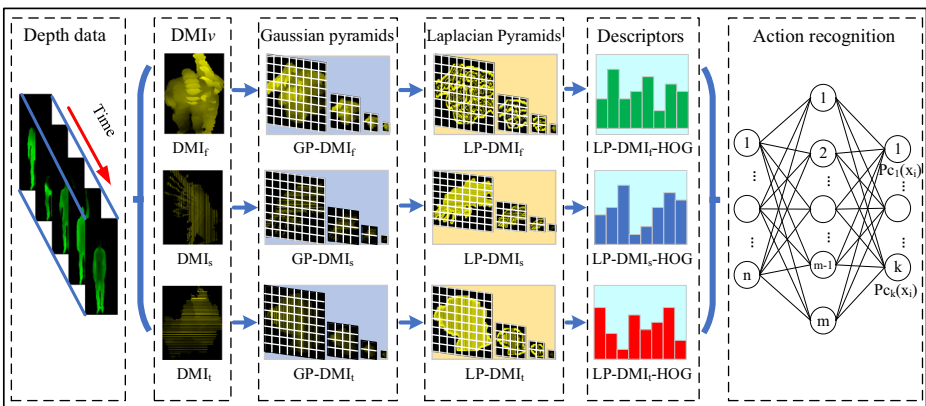 Depth data
DMIv
Gaussian pyramids
Laplacian Pyramids
Descriptors
Action recognition
Time
DMIf
GP-DMIf
LP-DMIf
LP-DMIf-HOG
DMIs
GP-DMIs
LP-DMIs
LP-DMIs-HOG
DMIt
GP-DMIt
LP-DMIt
LP-DMIt-HOG
1
⋮
⋮
n
1
2
⋮
⋮
m-1
m
1
Pc1(xi)
⋮
⋮
k
Pck(xi)